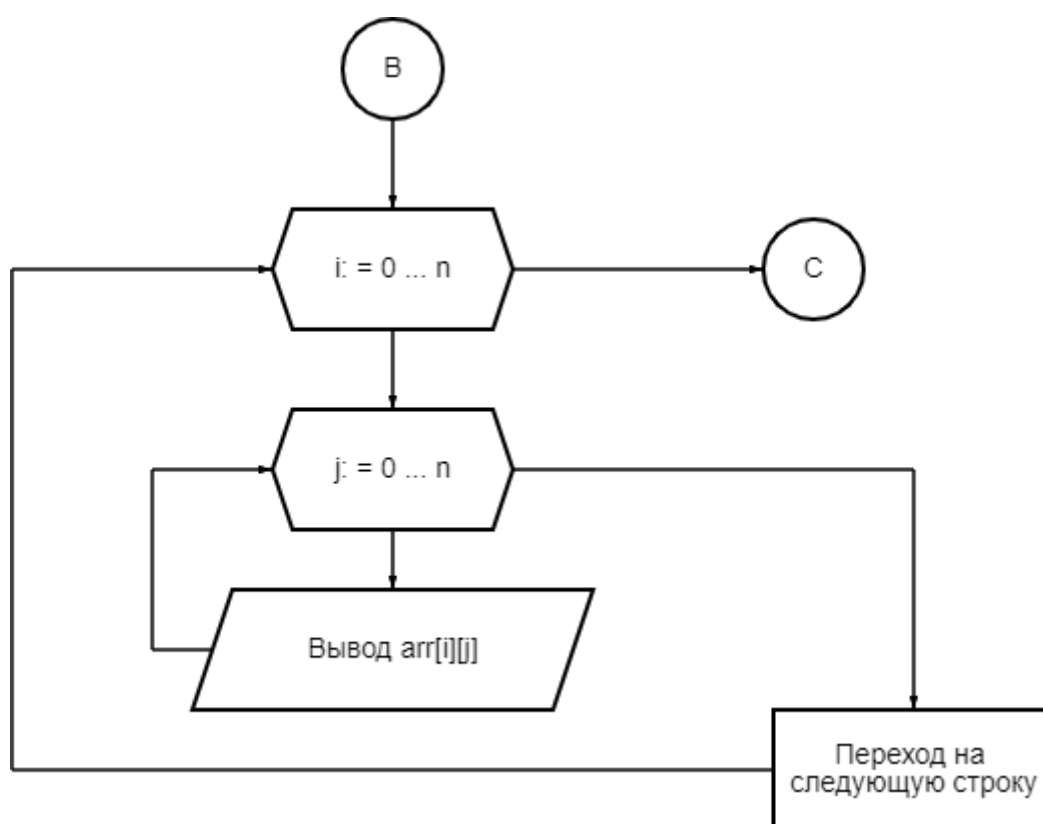 B
i: = 0 ... n
C
j: = 0 ... n
Вывод arr[i][j]
Переход на
следующую строку